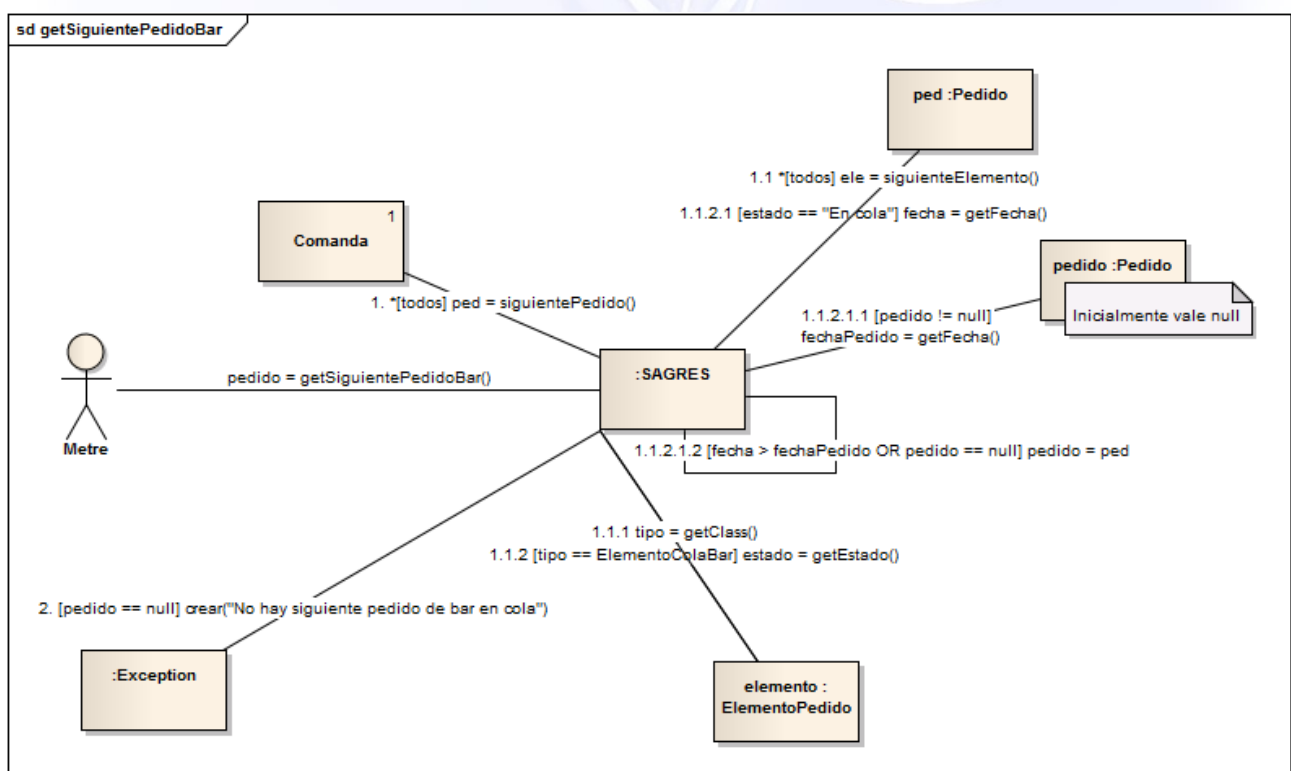 sd getSiguientePedidoBar
ped :Pedido
1.1 *[todos] ele = siguienteElemento()
1.1.2.1 [estado == "En cola"] fecha = getFecha()
1
Comanda
1. *[todos] ped = siguientePedido()
pedido :Pedido
Inicialmente vale null
1.1.2.1.1 [pedido != null]
fechaPedido = getFecha()
:SAGRES
pedido = getSiguientePedidoBar()
Metre
1.1.2.1.2 [fecha > fechaPedido OR pedido == null] pedido = ped
1.1.1 tipo = getClass()
1.1.2 [tipo == ElementoColaBar] estado = getEstado()
2. [pedido == null] crear("No hay siguiente pedido de bar en cola")
:Exception
elemento :
ElementoPedido